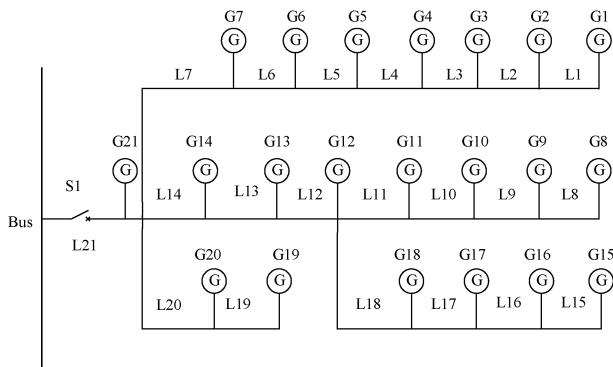 G7 G6 G5 G4 G3 G2 G1
G G G G G G G
L7 L6 L5 L4 L3 L2 L1
G21 G14 G13 G12 G11 G10 G9 G8
G G G G G G G G
S1 L14 L13 L12 L11 L10 L9 L8
Bus
L21
G20 G19 G18 G17 G16 G15
G G G G G G
L20 L19 L18 L17 L16 L15